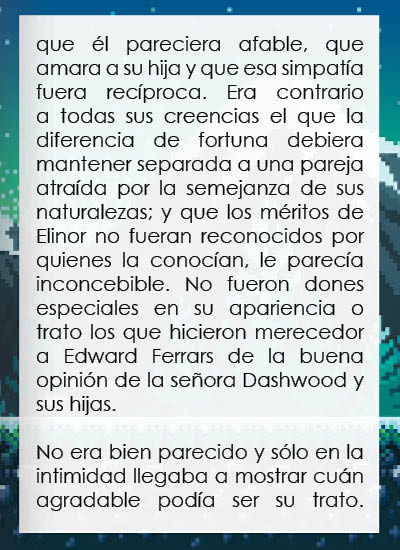 que él pareciera afable, que
amara a su hija y que esa simpatía
fuera recíproca. Era contrario
a todas sus creencias el que la
diferencia de fortuna debiera
mantener separada a una pareja
atraída por la semejanza de sus
naturalezas; y que los méritos de
Elinor no fueran reconocidos por
quienes la conocían, le parecía
inconcebible. No fueron dones
especiales en su apariencia o
trato los que hicieron merecedor
a Edward Ferrars de la buena
opinión de la señora Dashwood y
sus hijas.

No era bien parecido y sólo en la
intimidad llegaba a mostrar cuán
agradable podía ser su trato.